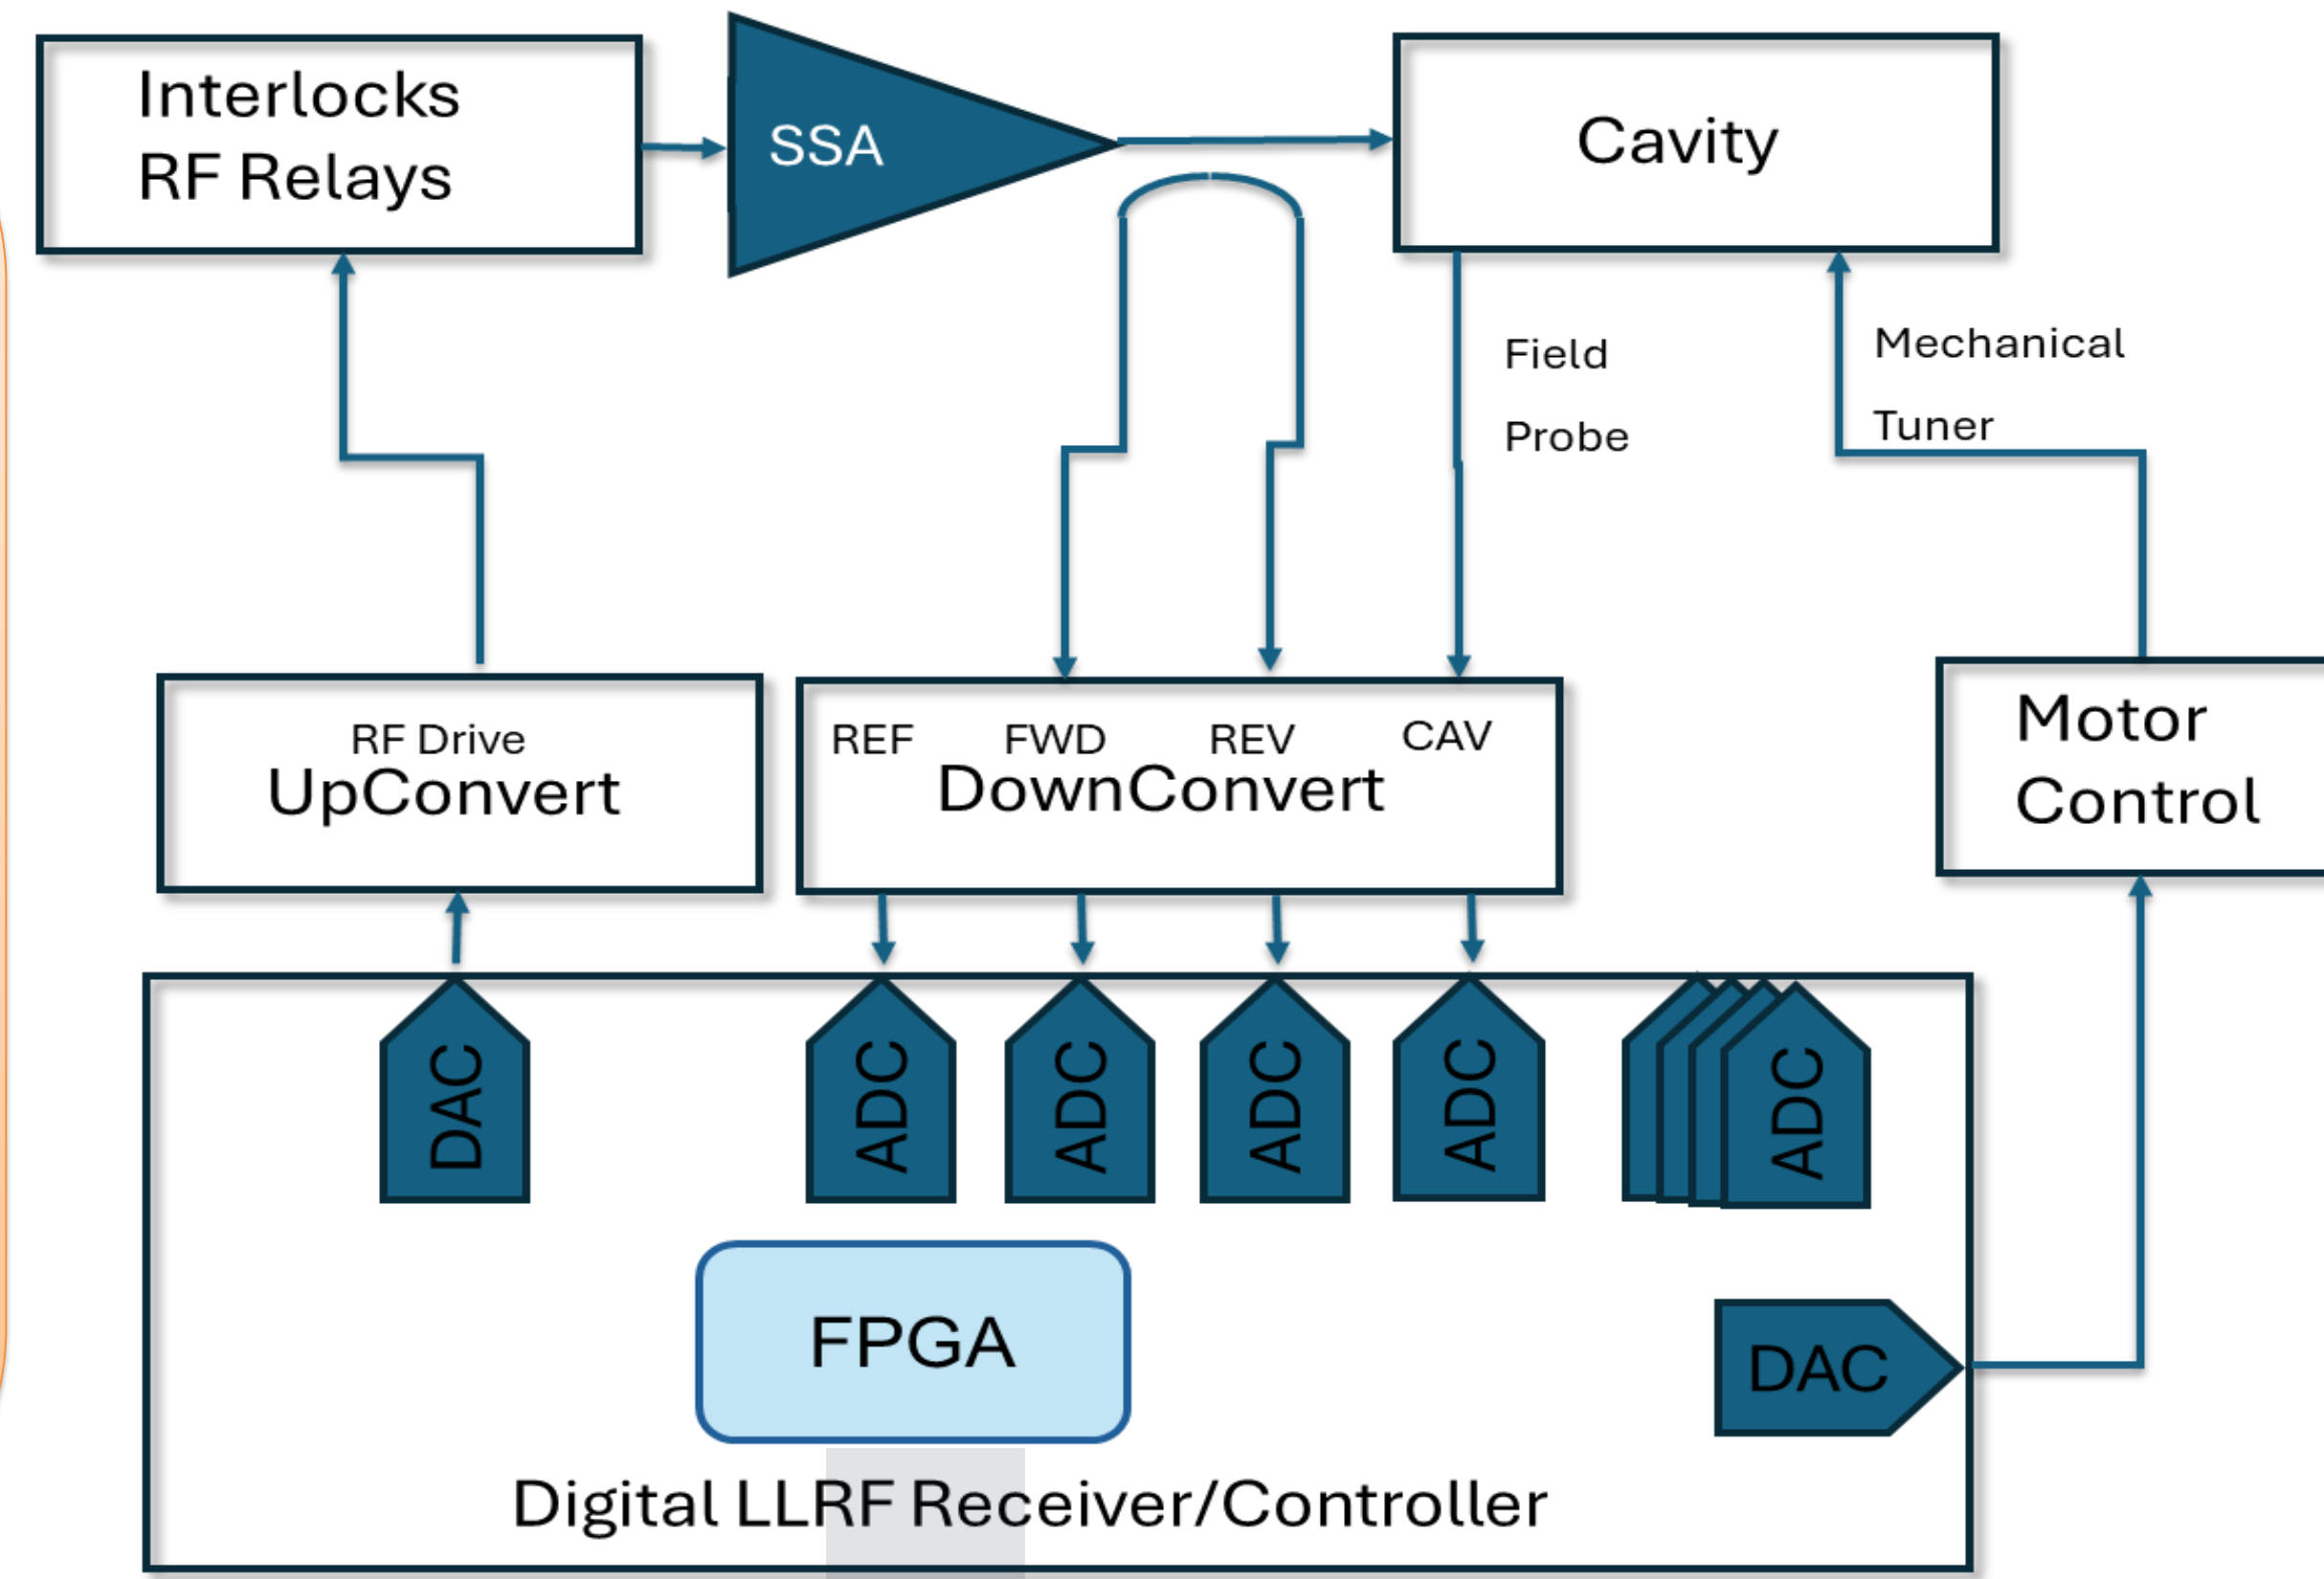 Interlocks
RF Relays
SSA
Cavity
Field
Probe
Mechanical
Tuner
RF Drive
UpConvert
REF FWD REV CAV
DownConvert
Motor
Control
DAC
ADC
ADC
ADC
ADC
ADC
FPGA
DAC
Digital LLRF Receiver/Controller